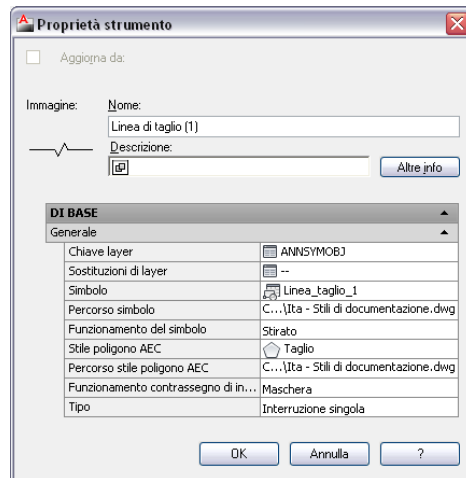 Proprietà strumento
Aggiorna da:
Immagine:
Nome:
Linea di taglio (1)
Descrizione:
Altre info
DI BASE
Generale
Chiave layer ANNSYMOBJ
Sostituzioni di layer --
Simbolo Linea_taglio_1
Percorso simbolo C...\Ita - Stili di documentazione.dwg
Funzionamento del simbolo Stirato
Stile poligono AEC Taglio
Percorso stile poligono AEC C...\Ita - Stili di documentazione.dwg
Funzionamento contrassegno di in... Maschera
Tipo Interruzione singola
OK Annulla ?